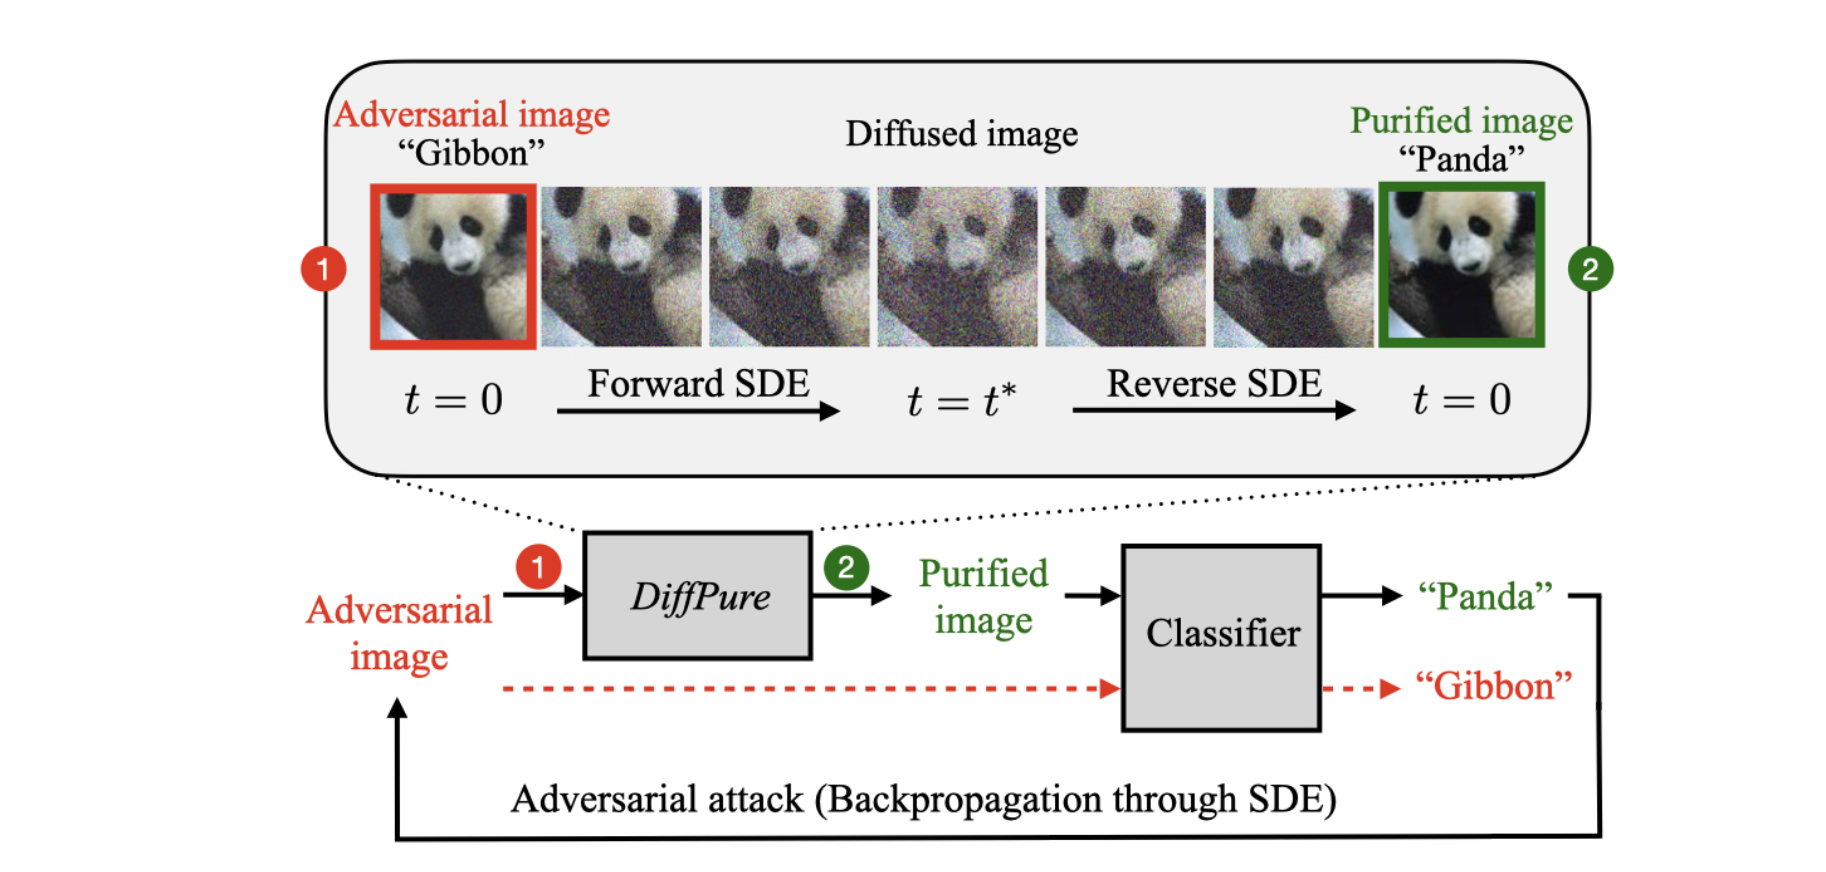 Adversarial image
“Gibbon”
Diffused image
Purified image
“Panda”
1
2
t = 0
Forward SDE
t = t*
Reverse SDE
t = 0
1
DiffPure
2
Adversarial
image
Purified
image
Classifier
“Panda”
“Gibbon”
Adversarial attack (Backpropagation through SDE)